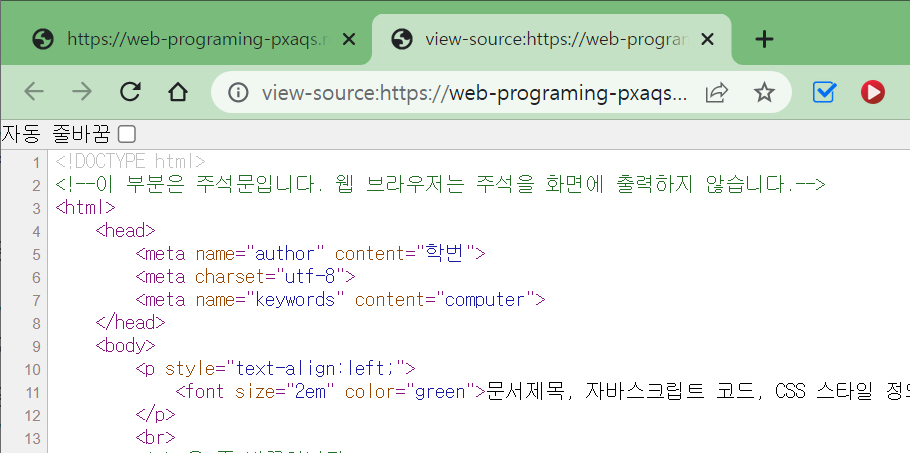 https://web-programing-pxaqs.
view-source:https://web-progran
view-source:https://web-programing-pxaqs...
자동 줄바꿈
1 <!DOCTYPE html>
2 <!--이 부분은 주석문입니다. 웹 브라우저는 주석을 화면에 출력하지 않습니다.-->
3 <html>
4 <head>
5 <meta name="author" content="학번">
6 <meta charset="utf-8">
7 <meta name="keywords" content="computer">
8 </head>
9 <body>
10 <p style="text-align:left;">
11 <font size="2em" color="green">문서제목, 자바스크립트 코드, CSS 스타일 정의
12 </p>
13 <br>